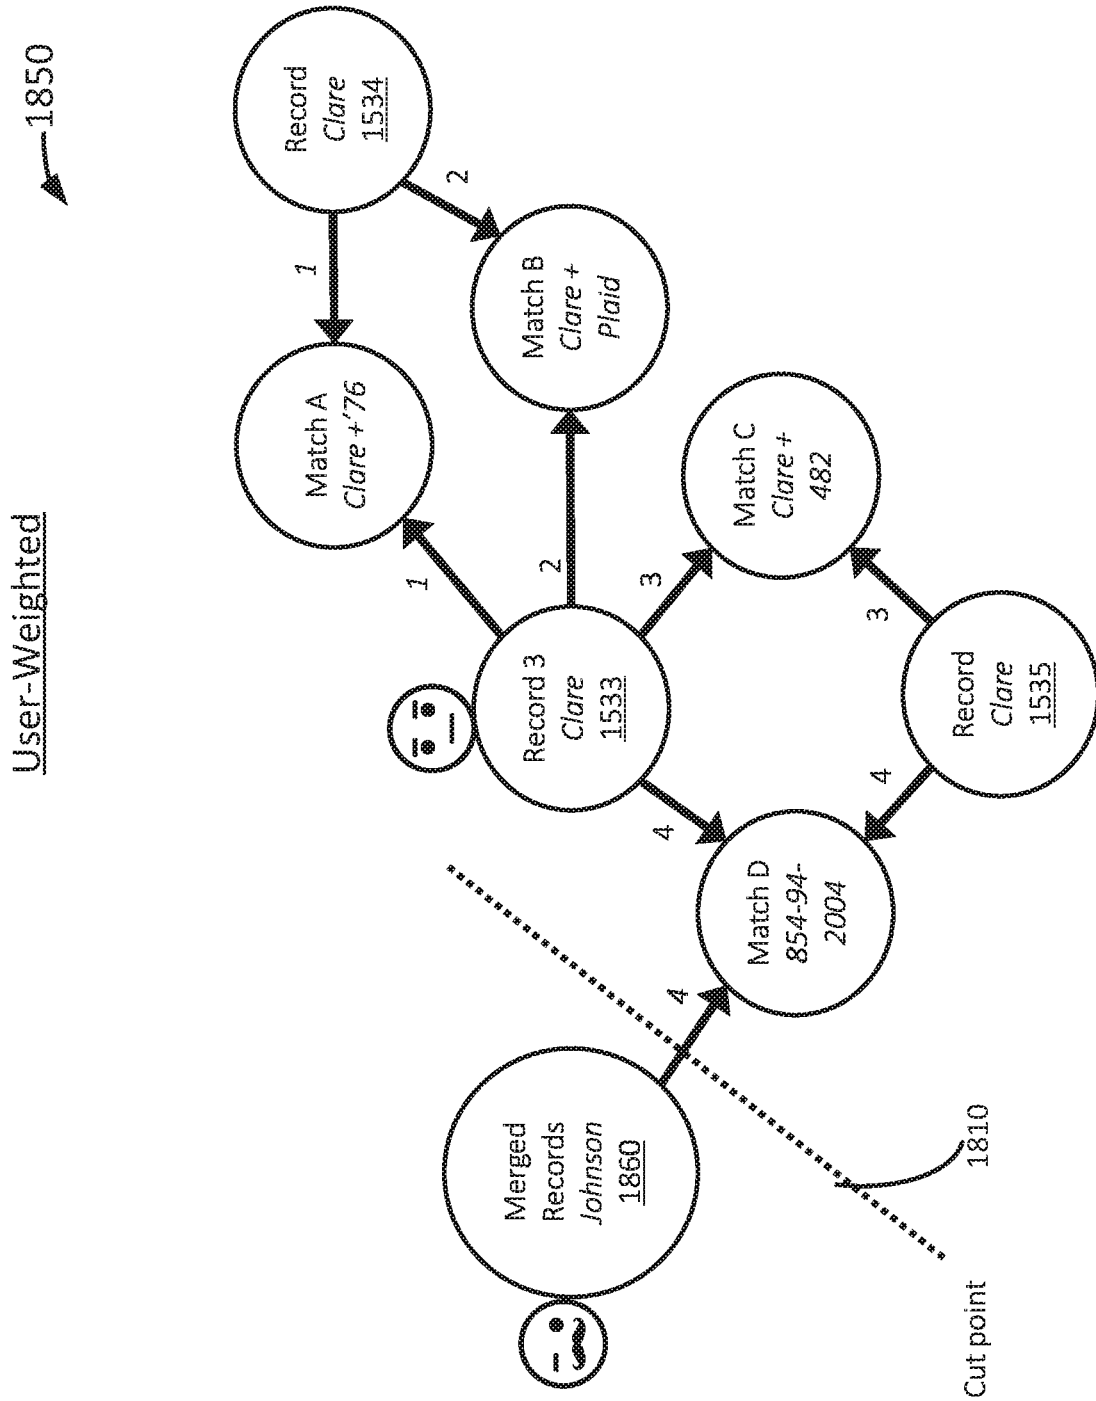 User-Weighted
1850
Record
Clare
1534
1
Match A
Clare +'76
1
2
Merged
Records
Johnson
1860
Record 3
Clare
1533
2
Match B
Clare +
Plaid
4
4
3
Match D
854-94-
2004
Match C
Clare +
482
4
3
Record
Clare
1535
Cut point
1810